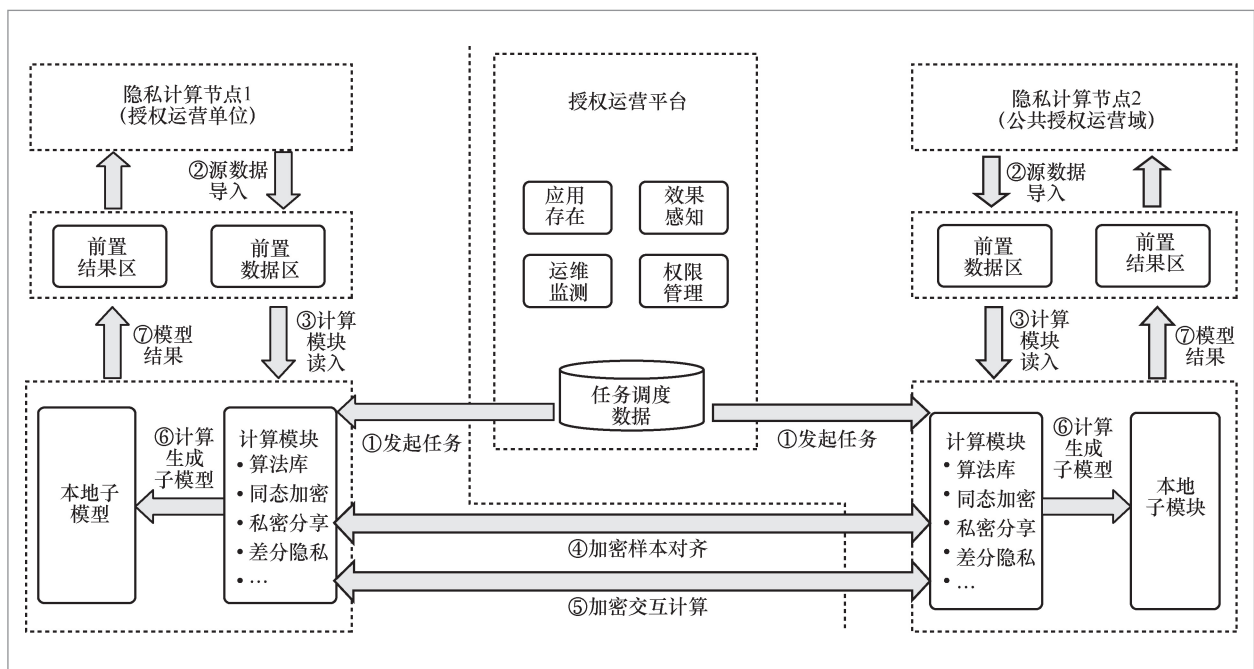 隐私计算节点1
(授权运营单位)
②源数据
导入
前置
结果区
前置
数据区
⑦模型
结果
③计算
模块
读入
本地子
模型
⑥计算
生成
子模型
计算模块
• 算法库
• 同态加密
• 私密分享
• 差分隐私
• …
授权运营平台
应用
存在
效果
感知
运维
监测
权限
管理
任务调度
数据
①发起任务
①发起任务
④加密样本对齐
⑤加密交互计算
隐私计算节点2
(公共授权运营域)
②源数据
导入
前置
数据区
前置
结果区
③计算
模块
读入
⑦模型
结果
计算模块
• 算法库
• 同态加密
• 私密分享
• 差分隐私
• …
⑥计算
生成
子模型
本地
子模块